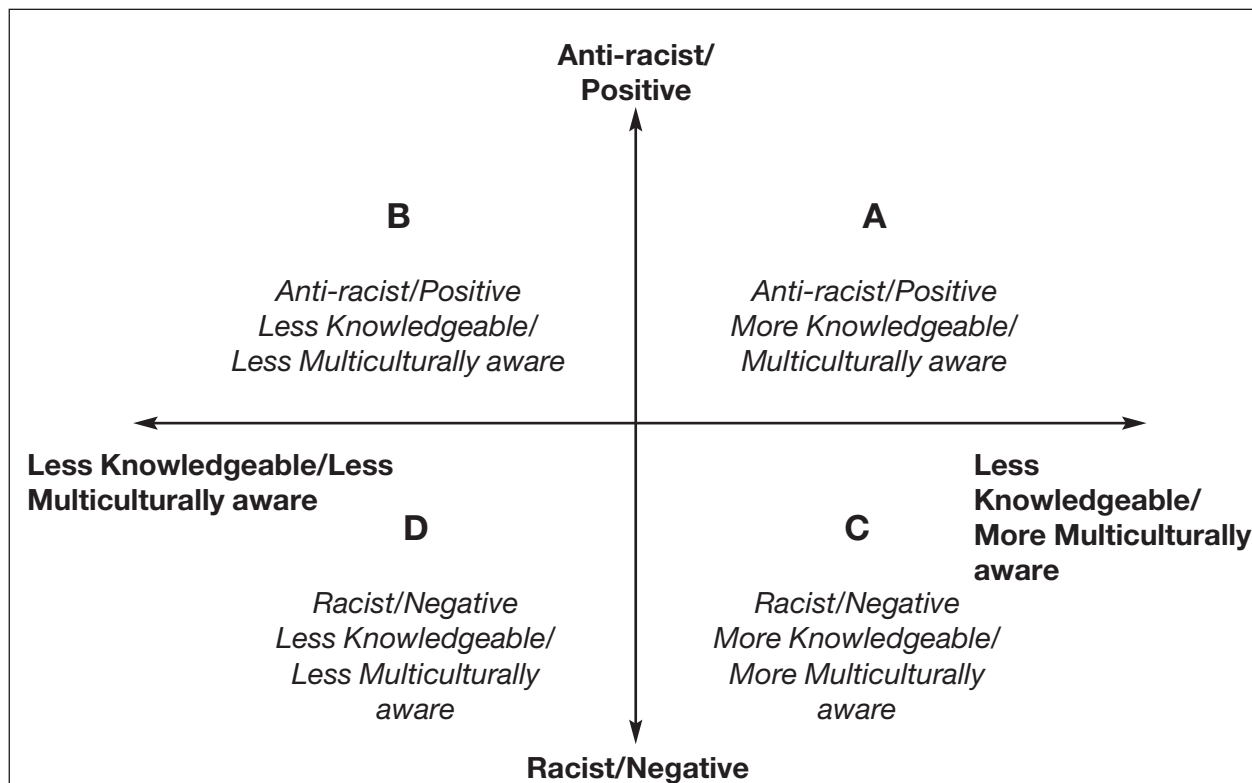 Anti-racist/
Positive
B
Anti-racist/Positive
Less Knowledgeable/
Less Multiculturally aware
A
Anti-racist/Positive
More Knowledgeable/
Multiculturally aware
Less Knowledgeable/Less
Multiculturally aware
Less
Knowledgeable/
More Multiculturally
aware
D
Racist/Negative
Less Knowledgeable/
Less Multiculturally
aware
C
Racist/Negative
More Knowledgeable/
More Multiculturally
aware
Racist/Negative